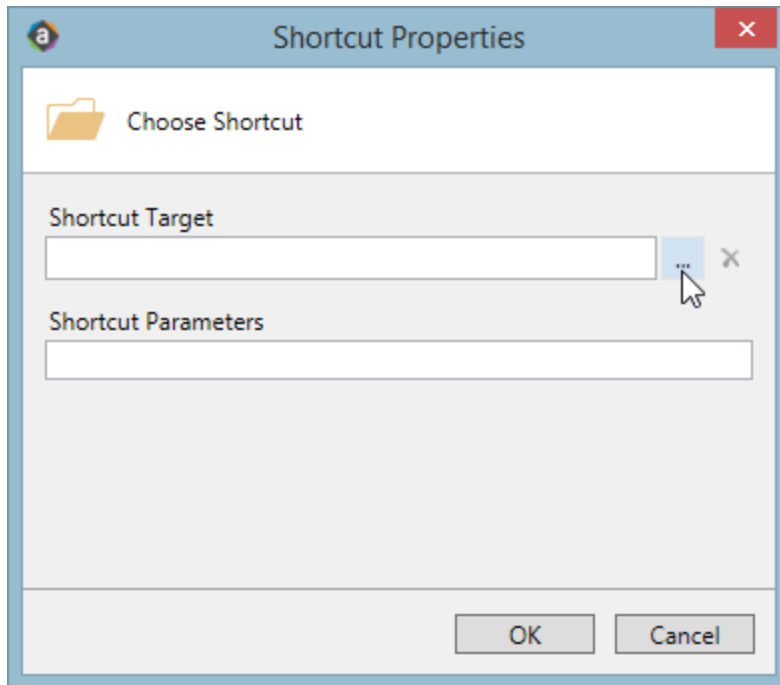 Shortcut Properties
Choose Shortcut
Shortcut Target
...
Shortcut Parameters
OK Cancel